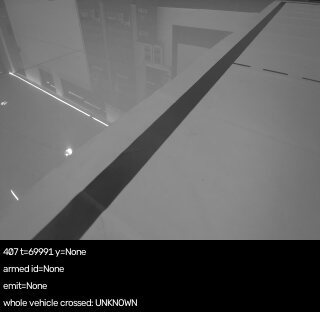 407 t=69991 y=None
armed id=None
emit=None
whole vehicle crossed: UNKNOWN